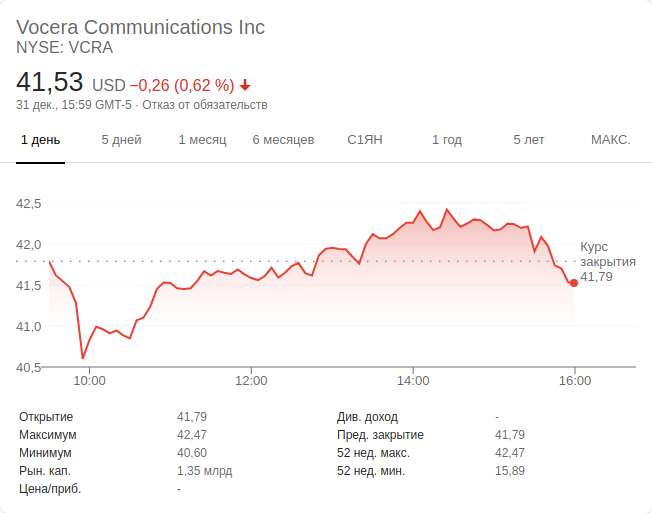 Vocera Communications Inc
NYSE: VCRA
41,53 USD −0,26 (0,62 %)
31 дек., 15:59 GMT-5 · Отказ от обязательств
1 день 5 дней 1 месяц 6 месяцев С1ЯН 1 год 5 лет МАКС.
42,5
42,0
41,5
41,0
40,5
Курс
закрытия
41,79
10:00 12:00 14:00 16:00
Открытие 41,79 Див. доход -
Максимум 42,47 Пред. закрытие 41,79
Минимум 40,60 52 нед. макс. 42,47
Рын. кап. 1,35 млрд 52 нед. мин. 15,89
Цена/приб. -